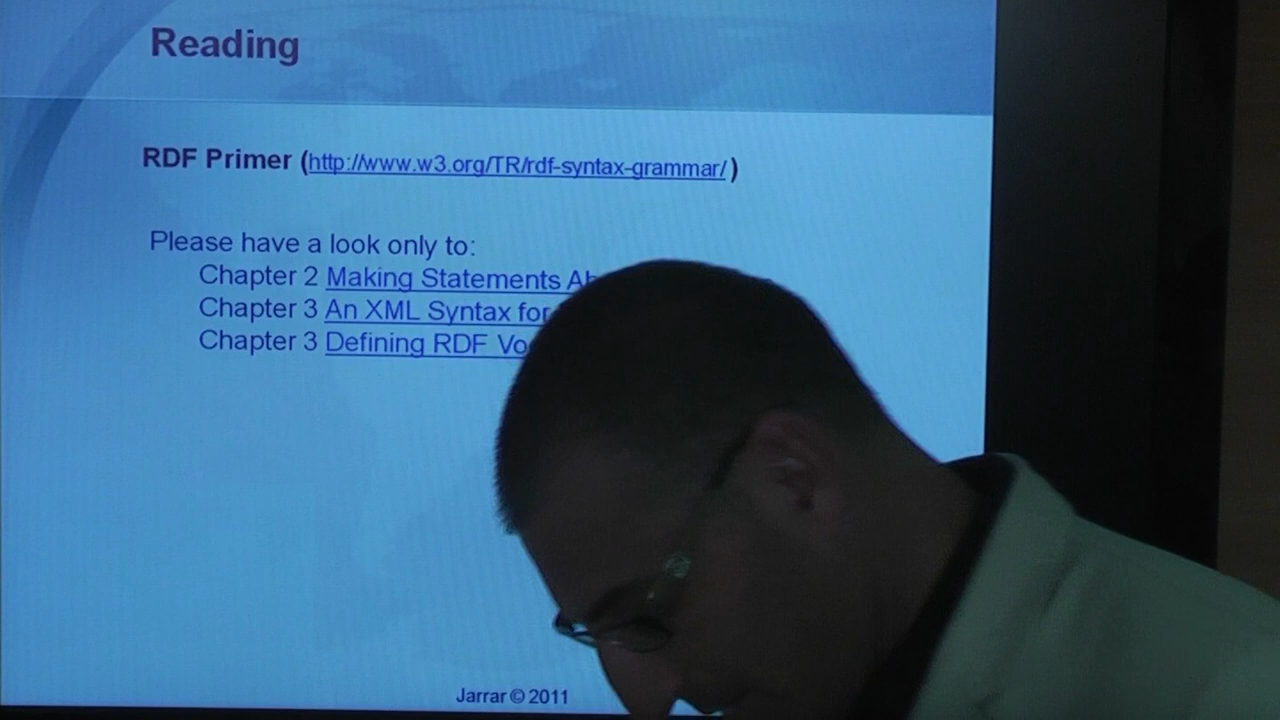 Reading
RDF Primer (http://www.w3.org/TR/rdf-syntax-grammar/)
Please have a look only to:
Chapter 2 Making Statements
Chapter 3 An XML Syntax for
Chapter 3 Defining RDF
Jarrar © 2011